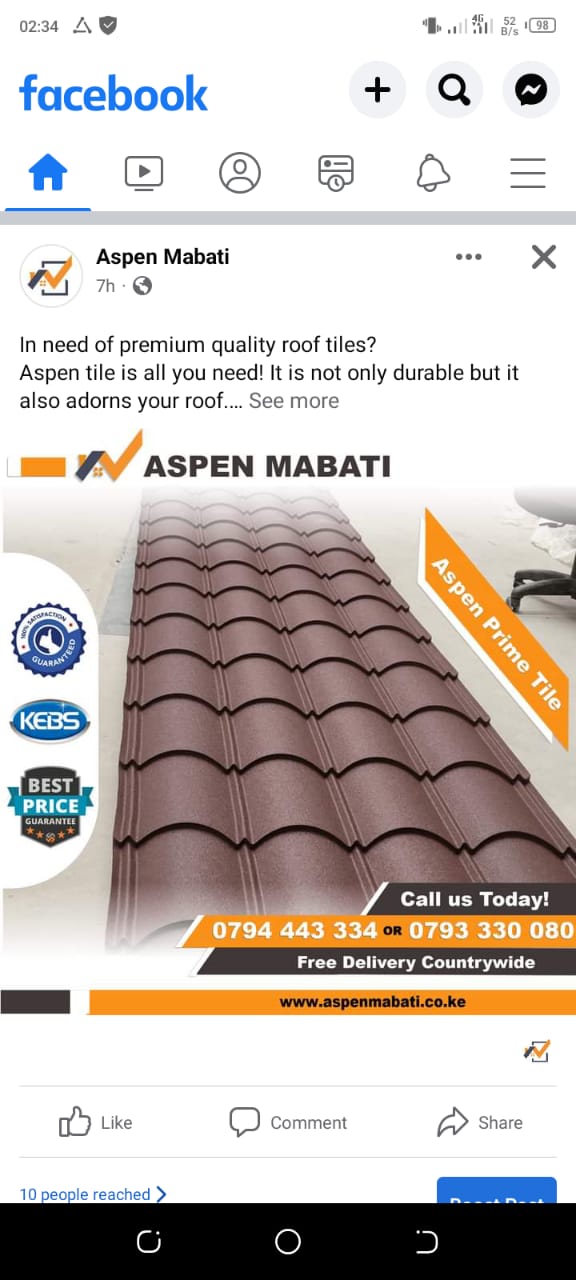 02:34
4G
52
B/s
98
facebook
Aspen Mabati
7h ·
In need of premium quality roof tiles?
Aspen tile is all you need! It is not only durable but it
also adorns your roof.... See more
ASPEN MABATI
Aspen Prime Tile
100% SATISFACTION
GUARANTEED
KEBS
BEST
PRICE
GUARANTEE
Call us Today!
0794 443 334 OR 0793 330 080
Free Delivery Countrywide
www.aspenmabati.co.ke
Like
Comment
Share
10 people reached
Boost Post